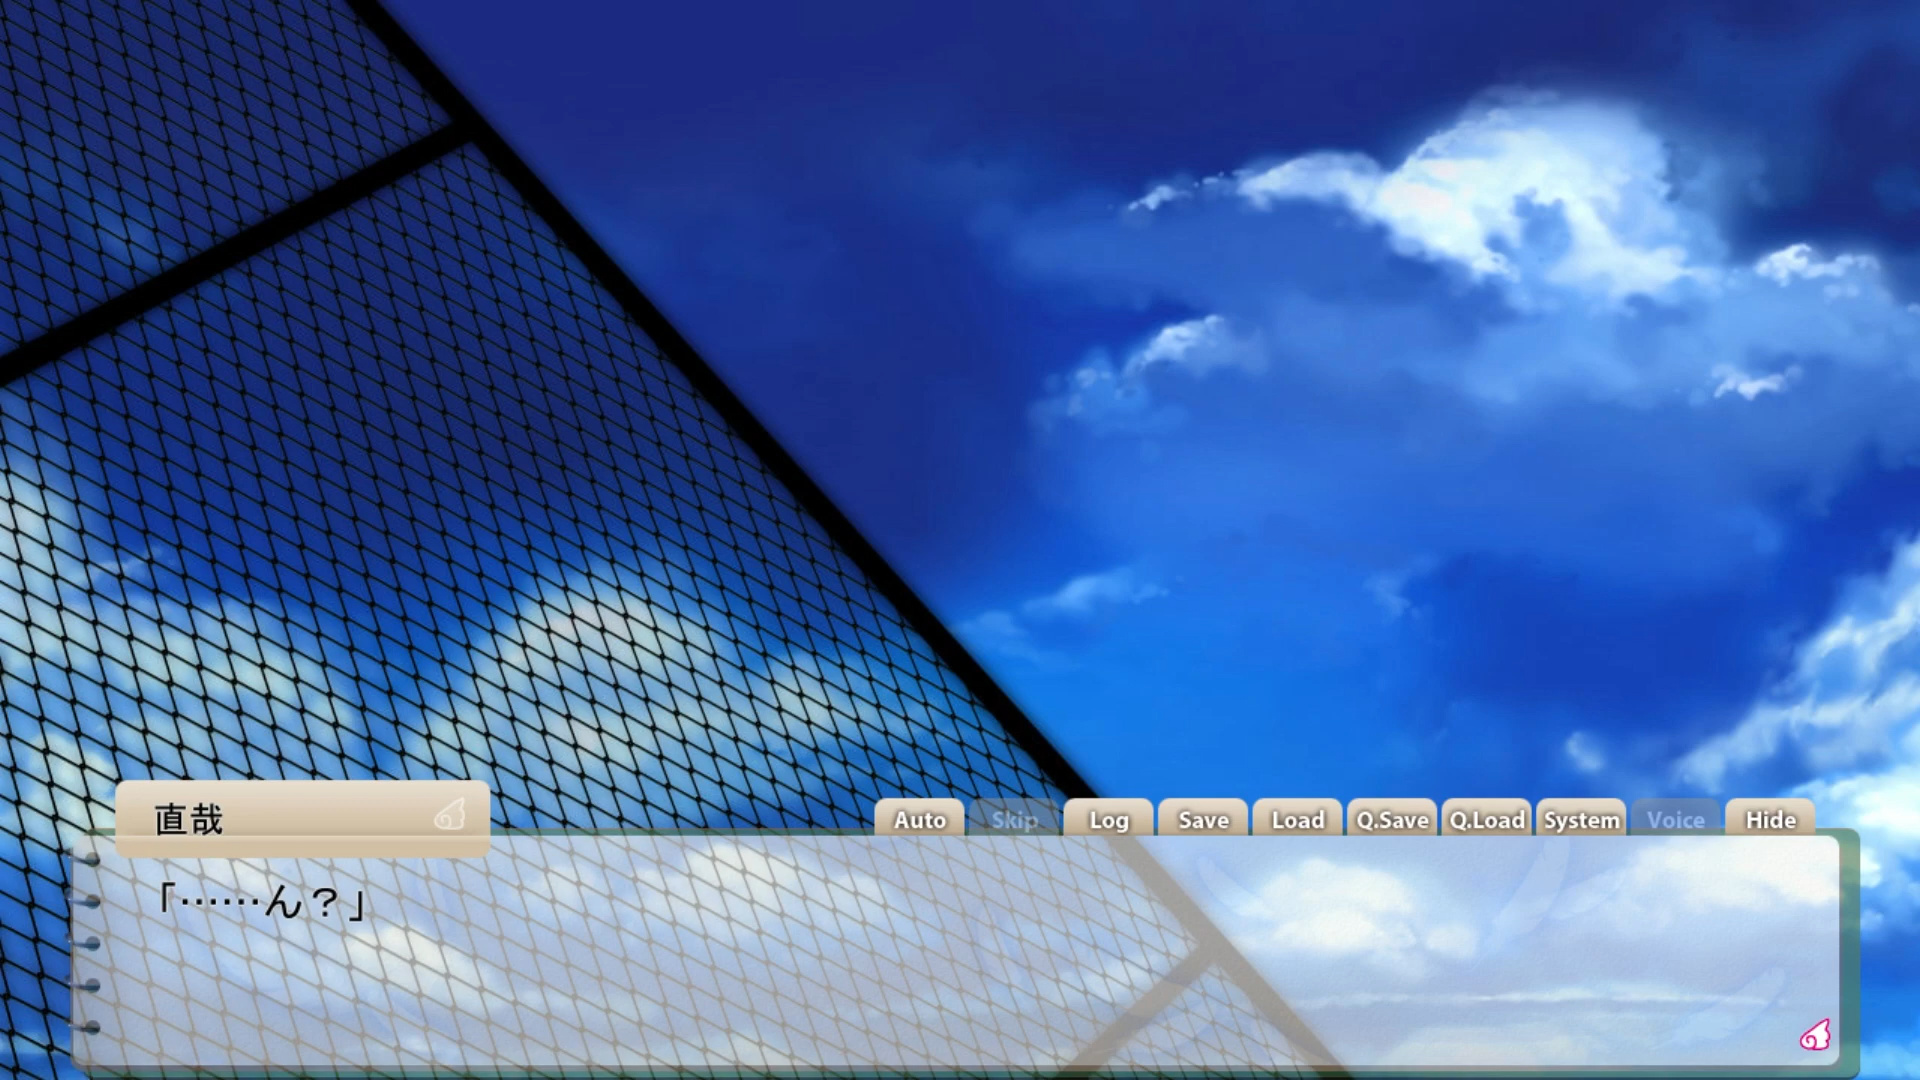 直哉
Auto Skip Log Save Load Q.Save Q.Load System Voice Hide
「……ん？」